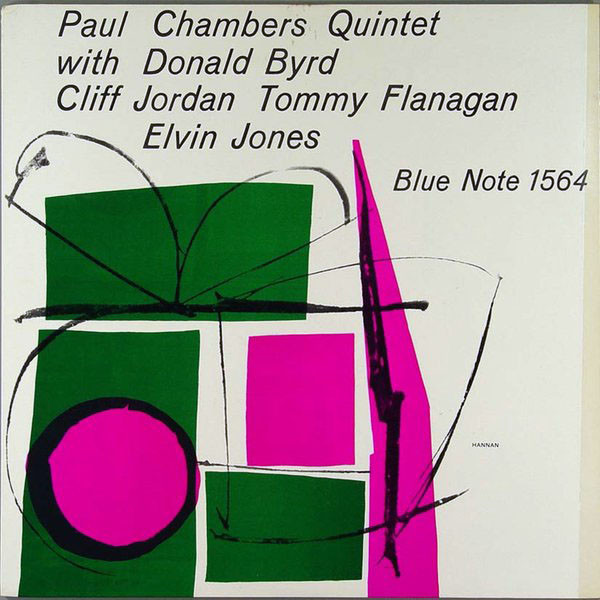 Paul Chambers Quintet
with Donald Byrd
Cliff Jordan Tommy Flanagan
Elvin Jones
Blue Note 1564
HANNAN